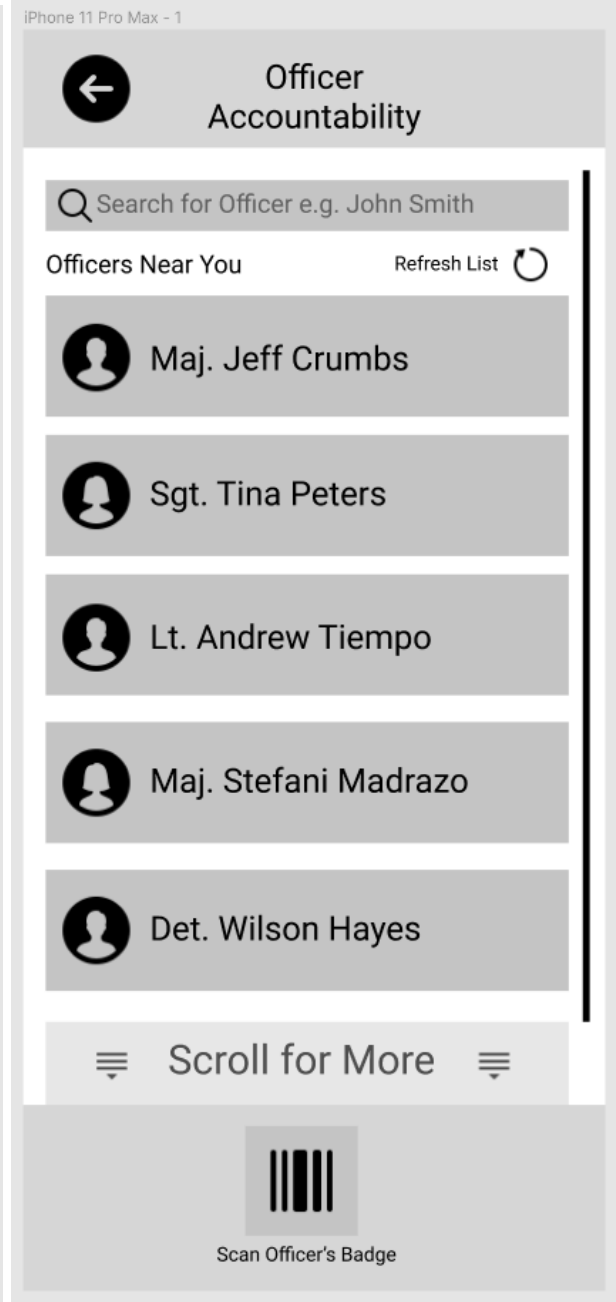 iPhone 11 Pro Max - 1
Officer
Accountability
Search for Officer e.g. John Smith
Officers Near You
Refresh List
Maj. Jeff Crumbs
Sgt. Tina Peters
Lt. Andrew Tiempo
Maj. Stefani Madrazo
Det. Wilson Hayes
Scroll for More
Scan Officer's Badge